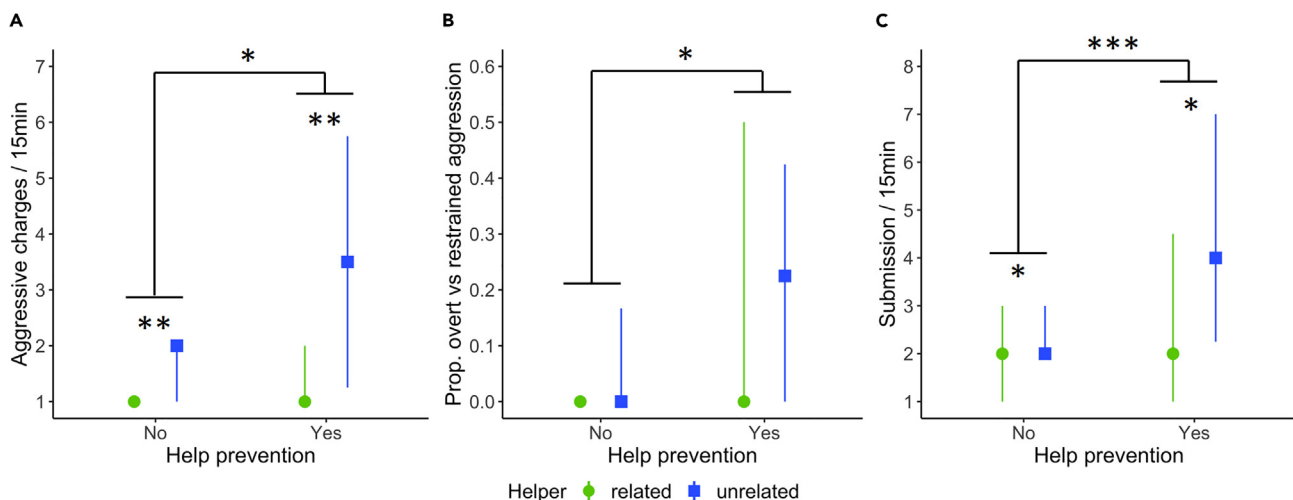 A
Aggressive charges / 15min
7
6
5
4
3
2
1
*
**
**
No
Yes
Help prevention
B
Prop. overt vs restrained aggression
0.6
0.5
0.4
0.3
0.2
0.1
0.0
*
No
Yes
Help prevention
C
Submission / 15min
8
7
6
5
4
3
2
1
***
*
*
No
Yes
Help prevention
Helper related unrelated